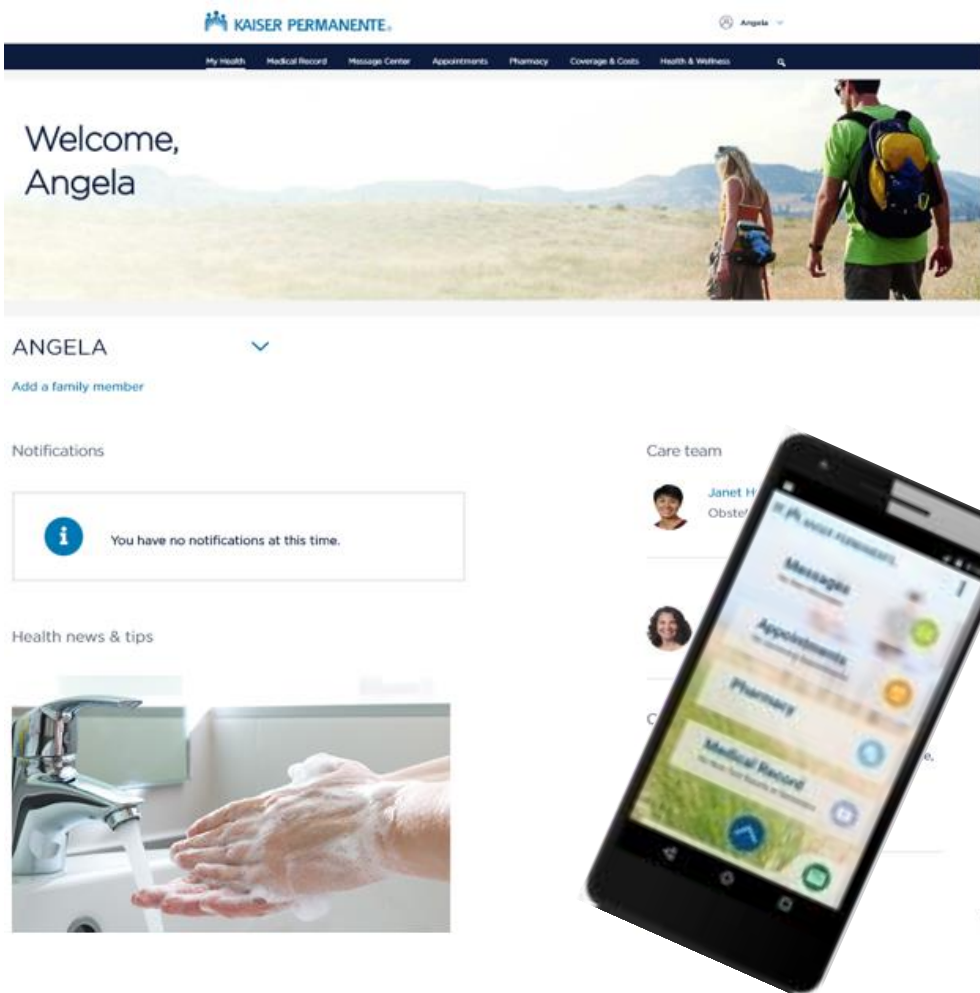 KAISER PERMANENTE®
Angela
My Health Medical Record Message Center Appointments Pharmacy Coverage & Costs Health & Wellness
Welcome,
Angela
ANGELA
Add a family member
Notifications
You have no notifications at this time.
Care team
Janet H
Obste
Health news & tips
KAISER PERMANENTE
Messages
Appointments
Pharmacy
Medical Record
C
e.